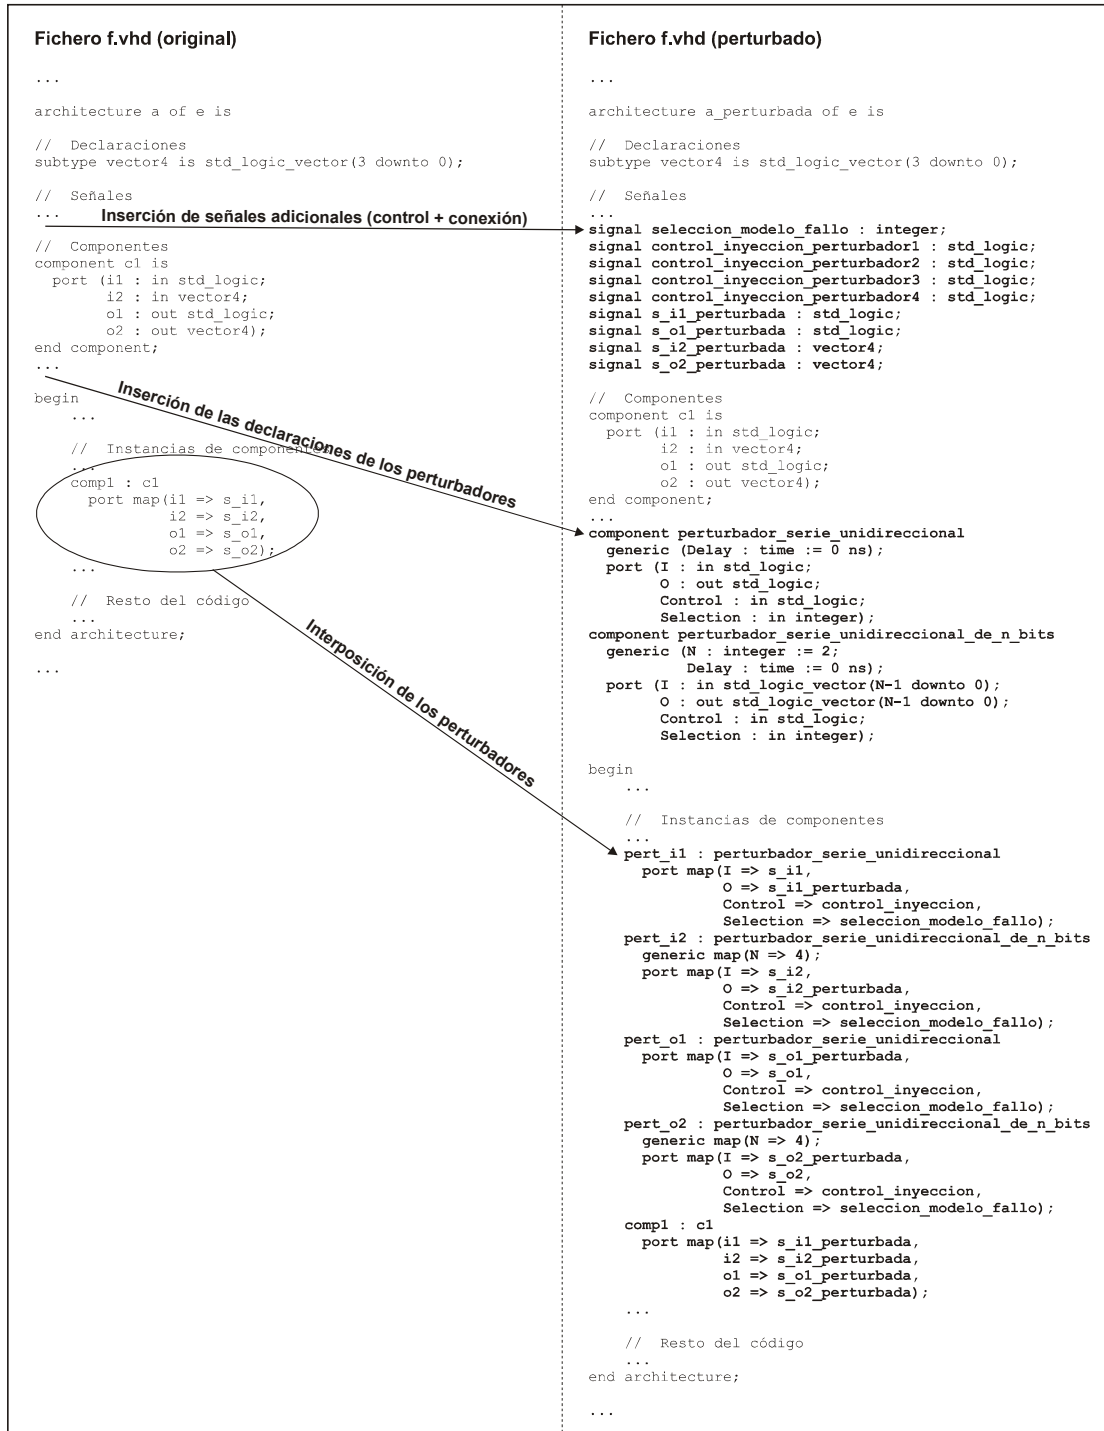 Fichero f.vhd (original)
...
architecture a of e is
// Declaraciones
subtype vector4 is std_logic_vector(3 downto 0);
// Señales
...
// Componentes
component c1 is
port (i1 : in std_logic;
i2 : in vector4;
o1 : out std_logic;
o2 : out vector4);
end component;
...
begin
...
// Instancias de componentes
...
comp1 : c1
port map(i1 => s_i1,
i2 => s_i2,
o1 => s_o1,
o2 => s_o2);
...
// Resto del código
...
end architecture;
...
Inserción de señales adicionales (control + conexión)
Inserción de las declaraciones de los perturbadores
Interposición de los perturbadores
Fichero f.vhd (perturbado)
...
architecture a_perturbada of e is
// Declaraciones
subtype vector4 is std_logic_vector(3 downto 0);
// Señales
...
signal seleccion_modelo_fallo : integer;
signal control_inyeccion_perturbador1 : std_logic;
signal control_inyeccion_perturbador2 : std_logic;
signal control_inyeccion_perturbador3 : std_logic;
signal control_inyeccion_perturbador4 : std_logic;
signal s_i1_perturbada : std_logic;
signal s_o1_perturbada : std_logic;
signal s_i2_perturbada : vector4;
signal s_o2_perturbada : vector4;
// Componentes
component c1 is
port (i1 : in std_logic;
i2 : in vector4;
o1 : out std_logic;
o2 : out vector4);
end component;
...
component perturbador_serie_unidireccional
generic (Delay : time := 0 ns);
port (I : in std_logic;
O : out std_logic;
Control : in std_logic;
Selection : in integer);
component perturbador_serie_unidireccional_de_n_bits
generic (N : integer := 2;
Delay : time := 0 ns);
port (I : in std_logic_vector(N-1 downto 0);
O : out std_logic_vector(N-1 downto 0);
Control : in std_logic;
Selection : in integer);
begin
...
// Instancias de componentes
...
pert_i1 : perturbador_serie_unidireccional
port map(I => s_i1,
O => s_i1_perturbada,
Control => control_inyeccion,
Selection => seleccion_modelo_fallo);
pert_i2 : perturbador_serie_unidireccional_de_n_bits
generic map(N => 4);
port map(I => s_i2,
O => s_i2_perturbada,
Control => control_inyeccion,
Selection => seleccion_modelo_fallo);
pert_o1 : perturbador_serie_unidireccional
port map(I => s_o1_perturbada,
O => s_o1,
Control => control_inyeccion,
Selection => seleccion_modelo_fallo);
pert_o2 : perturbador_serie_unidireccional_de_n_bits
generic map(N => 4);
port map(I => s_o2_perturbada,
O => s_o2,
Control => control_inyeccion,
Selection => seleccion_modelo_fallo);
comp1 : c1
port map(i1 => s_i1_perturbada,
i2 => s_i2_perturbada,
o1 => s_o1_perturbada,
o2 => s_o2_perturbada);
...
// Resto del código
...
end architecture;
...